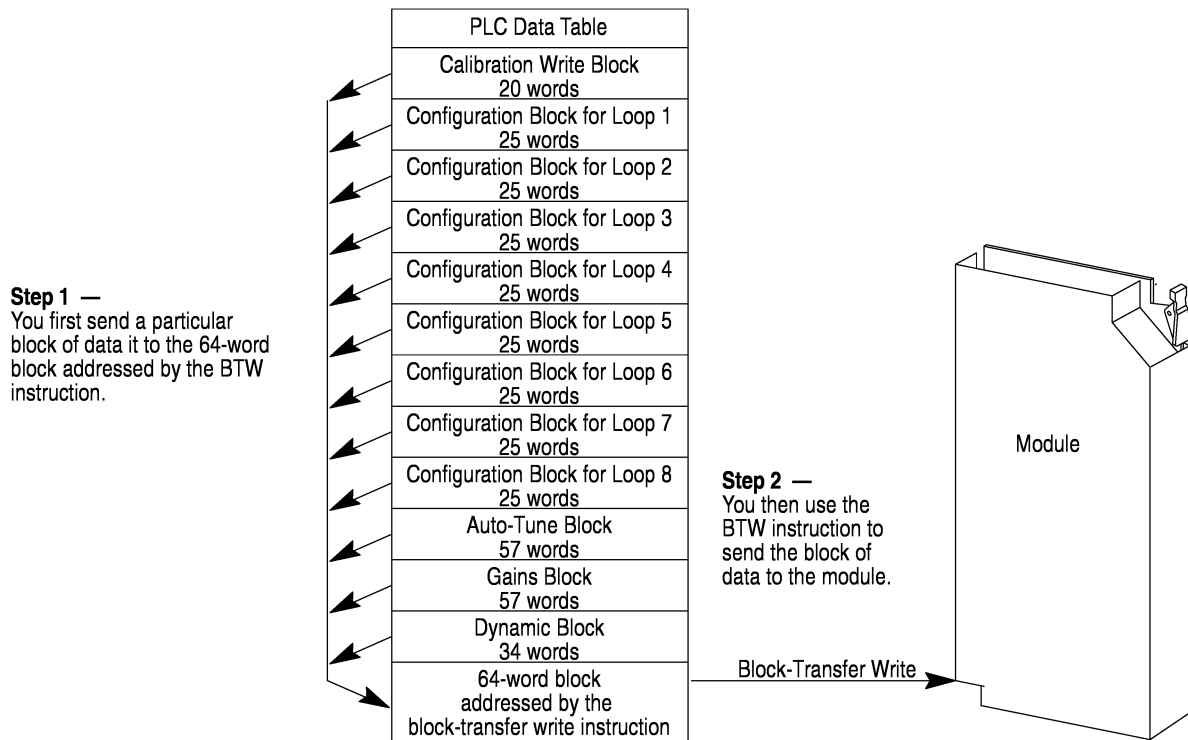 PLC Data Table
Calibration Write Block
20 words
Configuration Block for Loop 1
25 words
Configuration Block for Loop 2
25 words
Configuration Block for Loop 3
25 words
Configuration Block for Loop 4
25 words
Configuration Block for Loop 5
25 words
Configuration Block for Loop 6
25 words
Configuration Block for Loop 7
25 words
Configuration Block for Loop 8
25 words
Auto-Tune Block
57 words
Gains Block
57 words
Dynamic Block
34 words
64-word block
addressed by the
block-transfer write instruction
Step 1 —
You first send a particular
block of data it to the 64-word
block addressed by the BTW
instruction.
Step 2 —
You then use the
BTW instruction to
send the block of
data to the module.
Block-Transfer Write
Module